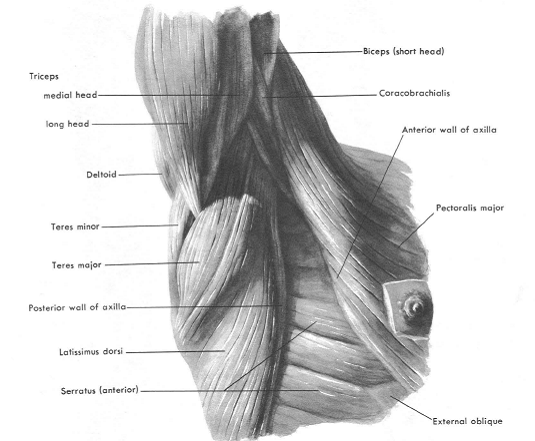 Biceps (short head)
Triceps
medial head
Coracobrachialis
long head
Anterior wall of axilla
Deltoid
Pectoralis major
Teres minor
Teres major
Posterior wall of axilla
Latissimus dorsi
Serratus (anterior)
External oblique